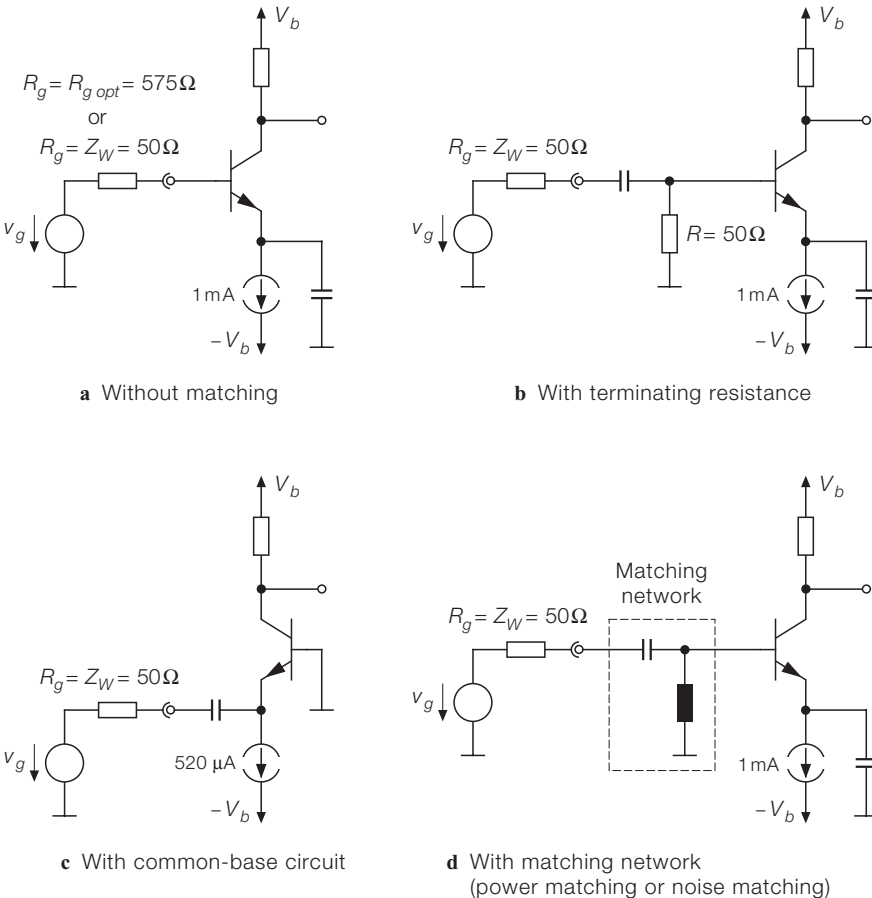 V_b
R_g = R_g opt = 575Ω
or
R_g = Z_W = 50Ω
v_g
1 mA
– V_b
a Without matching
V_b
R_g = Z_W = 50Ω
v_g
R = 50Ω
1 mA
– V_b
b With terminating resistance
V_b
R_g = Z_W = 50Ω
v_g
520 µA
– V_b
c With common-base circuit
V_b
Matching
network
R_g = Z_W = 50Ω
v_g
1 mA
– V_b
d With matching network
(power matching or noise matching)